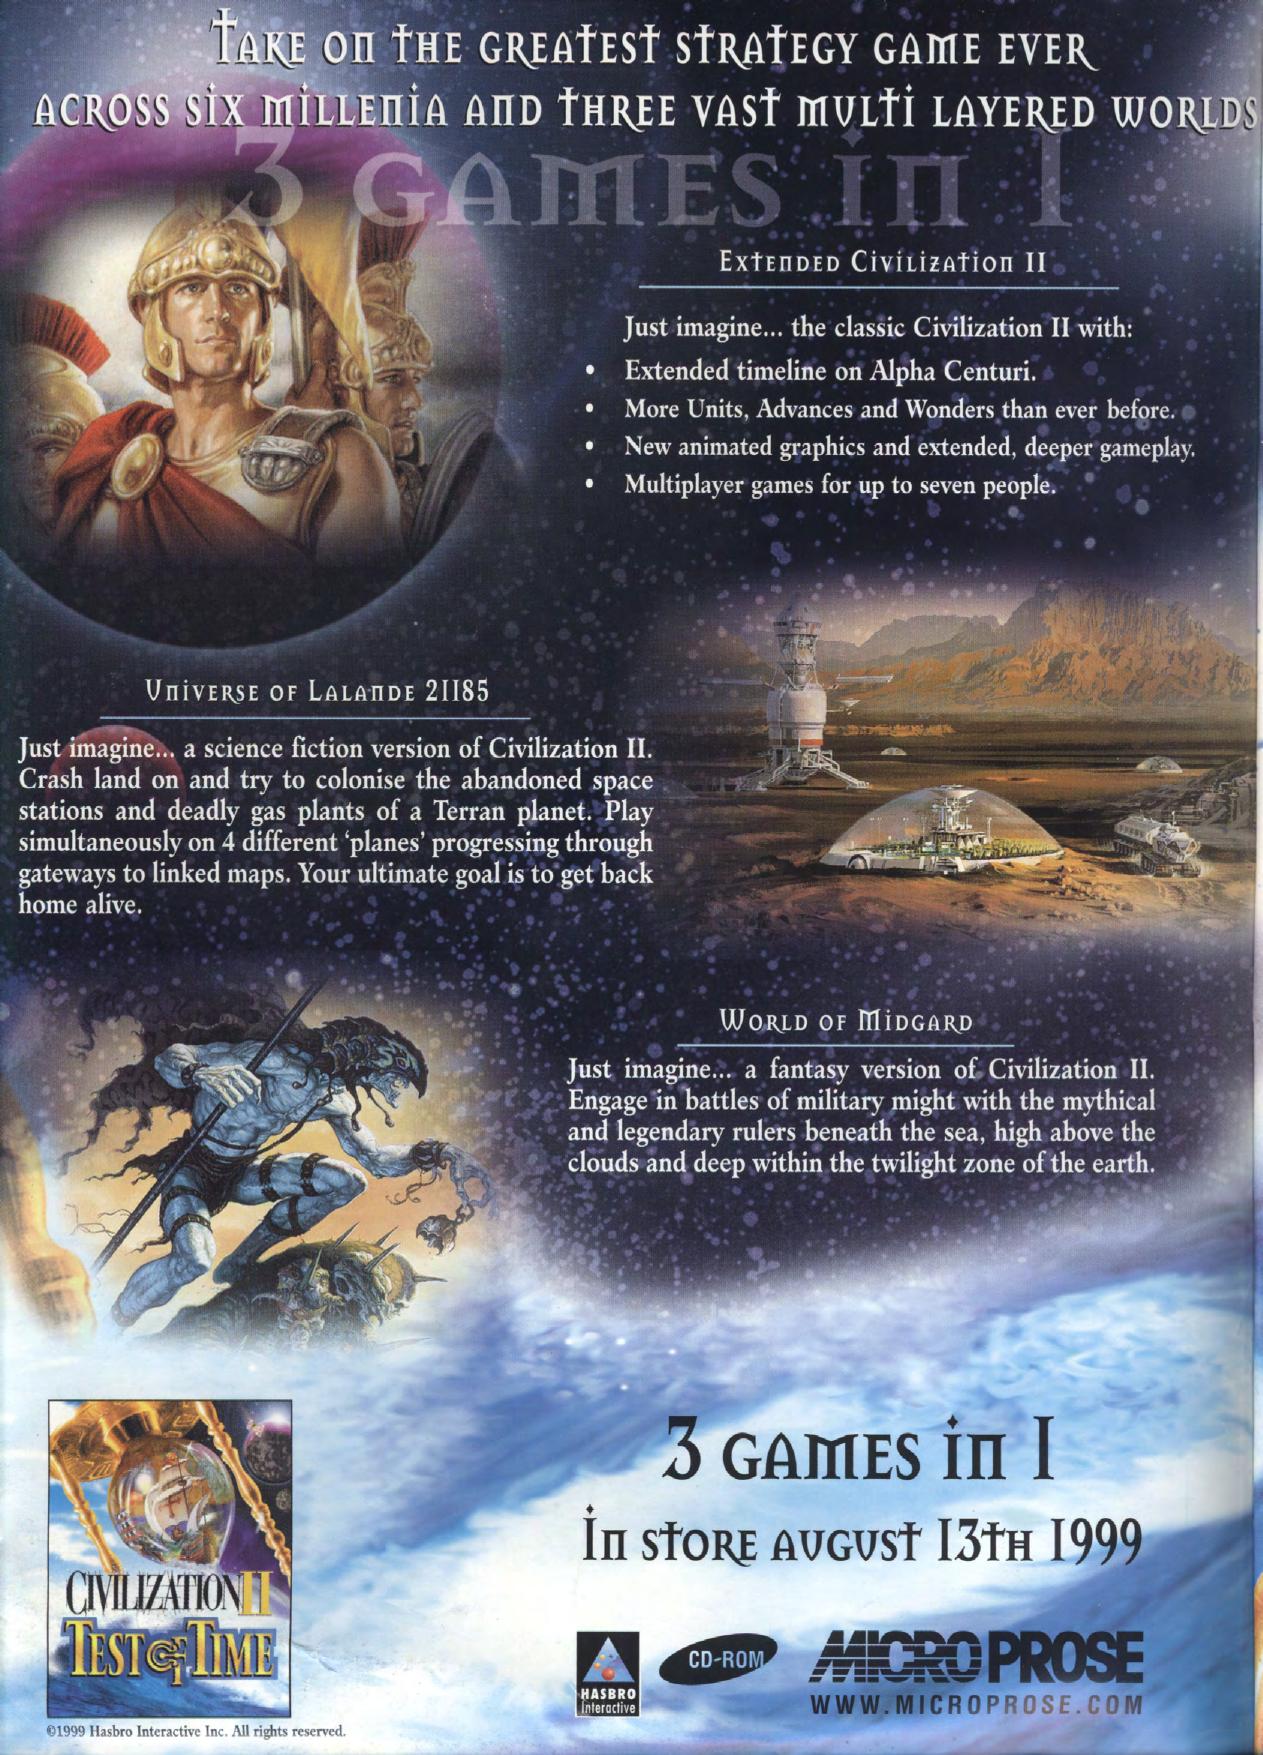 Take on the greatest strategy game ever
across six millenia and three vast multi layered worlds
3 games in 1
Extended Civilization II
Just imagine... the classic Civilization II with:
• Extended timeline on Alpha Centuri.
• More Units, Advances and Wonders than ever before.
• New animated graphics and extended, deeper gameplay.
• Multiplayer games for up to seven people.
Universe of Lalande 21185
Just imagine... a science fiction version of Civilization II.
Crash land on and try to colonise the abandoned space
stations and deadly gas plants of a Terran planet. Play
simultaneously on 4 different 'planes' progressing through
gateways to linked maps. Your ultimate goal is to get back
home alive.
World of Midgard
Just imagine... a fantasy version of Civilization II.
Engage in battles of military might with the mythical
and legendary rulers beneath the sea, high above the
clouds and deep within the twilight zone of the earth.
3 games in 1
In store august 13th 1999
CIVILIZATION II
TEST OF TIME
HASBRO
Interactive
CD-ROM
MICROPROSE
WWW.MICROPROSE.COM
©1999 Hasbro Interactive Inc. All rights reserved.